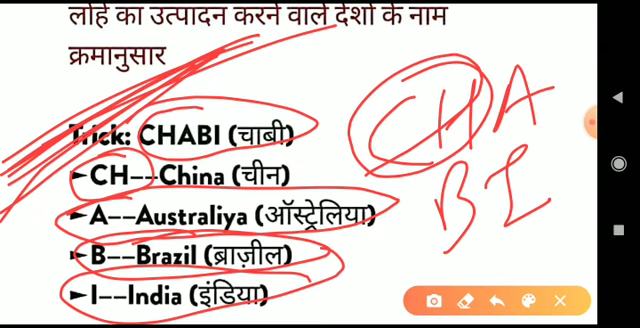 लोहे का उत्पादन करने वाले देशो के नाम
क्रमानुसार
Trick: CHABI (चाबी)
►CH--China (चीन)
►A--Australiya (ऑस्ट्रेलिया)
►B--Brazil (ब्राज़ील)
►I--India (इंडिया)
CHA
BI